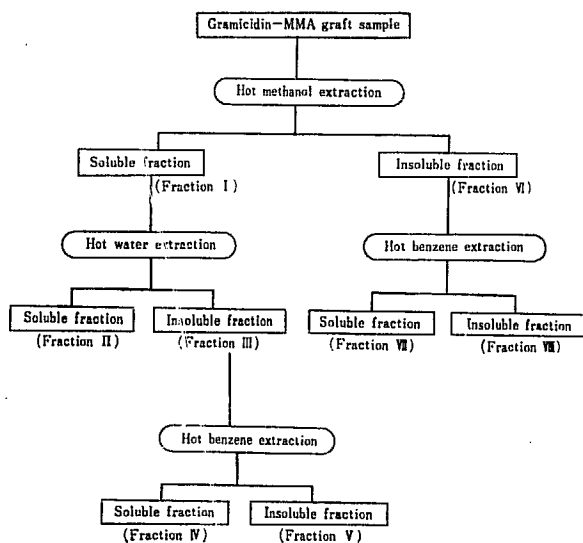 Gramicidin-MMA graft sample
Hot methanol extraction
Soluble fraction
(Fraction I)
Insoluble fraction
(Fraction VI)
Hot water extraction
Hot benzene extraction
Soluble fraction
(Fraction II)
Insoluble fraction
(Fraction III)
Soluble fraction
(Fraction VII)
Insoluble fraction
(Fraction VIII)
Hot benzene extraction
Soluble fraction
(Fraction IV)
Insoluble fraction
(Fraction V)